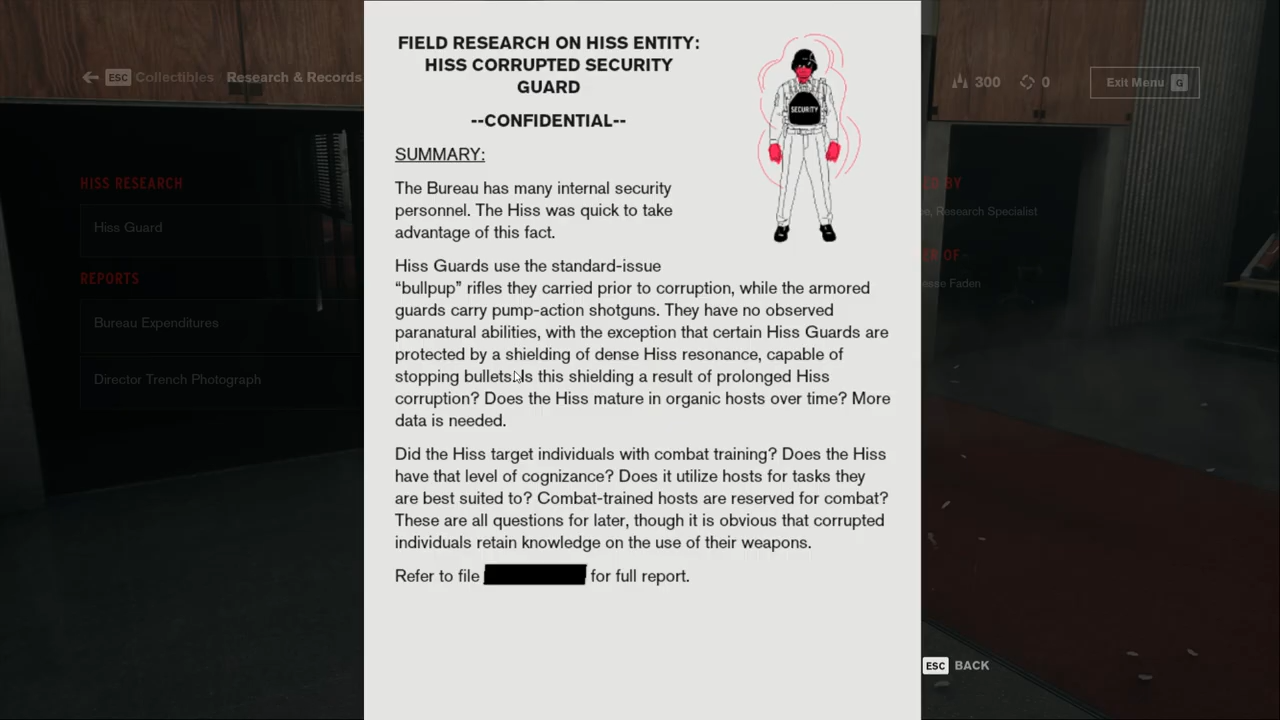 ESC Collectibles Research & Records
300 0 Exit Menu G
HISS RESEARCH
Hiss Guard
REPORTS
Bureau Expenditures
Director Trench Photograph
FIELD RESEARCH ON HISS ENTITY:
HISS CORRUPTED SECURITY
GUARD
--CONFIDENTIAL--
SUMMARY:
The Bureau has many internal security
personnel. The Hiss was quick to take
advantage of this fact.
Hiss Guards use the standard-issue
“bullpup” rifles they carried prior to corruption, while the armored
guards carry pump-action shotguns. They have no observed
paranatural abilities, with the exception that certain Hiss Guards are
protected by a shielding of dense Hiss resonance, capable of
stopping bullets. Is this shielding a result of prolonged Hiss
corruption? Does the Hiss mature in organic hosts over time? More
data is needed.
Did the Hiss target individuals with combat training? Does the Hiss
have that level of cognizance? Does it utilize hosts for tasks they
are best suited to? Combat-trained hosts are reserved for combat?
These are all questions for later, though it is obvious that corrupted
individuals retain knowledge on the use of their weapons.
Refer to file for full report.
SECURITY
BY
Research Specialist
Faden
ESC BACK